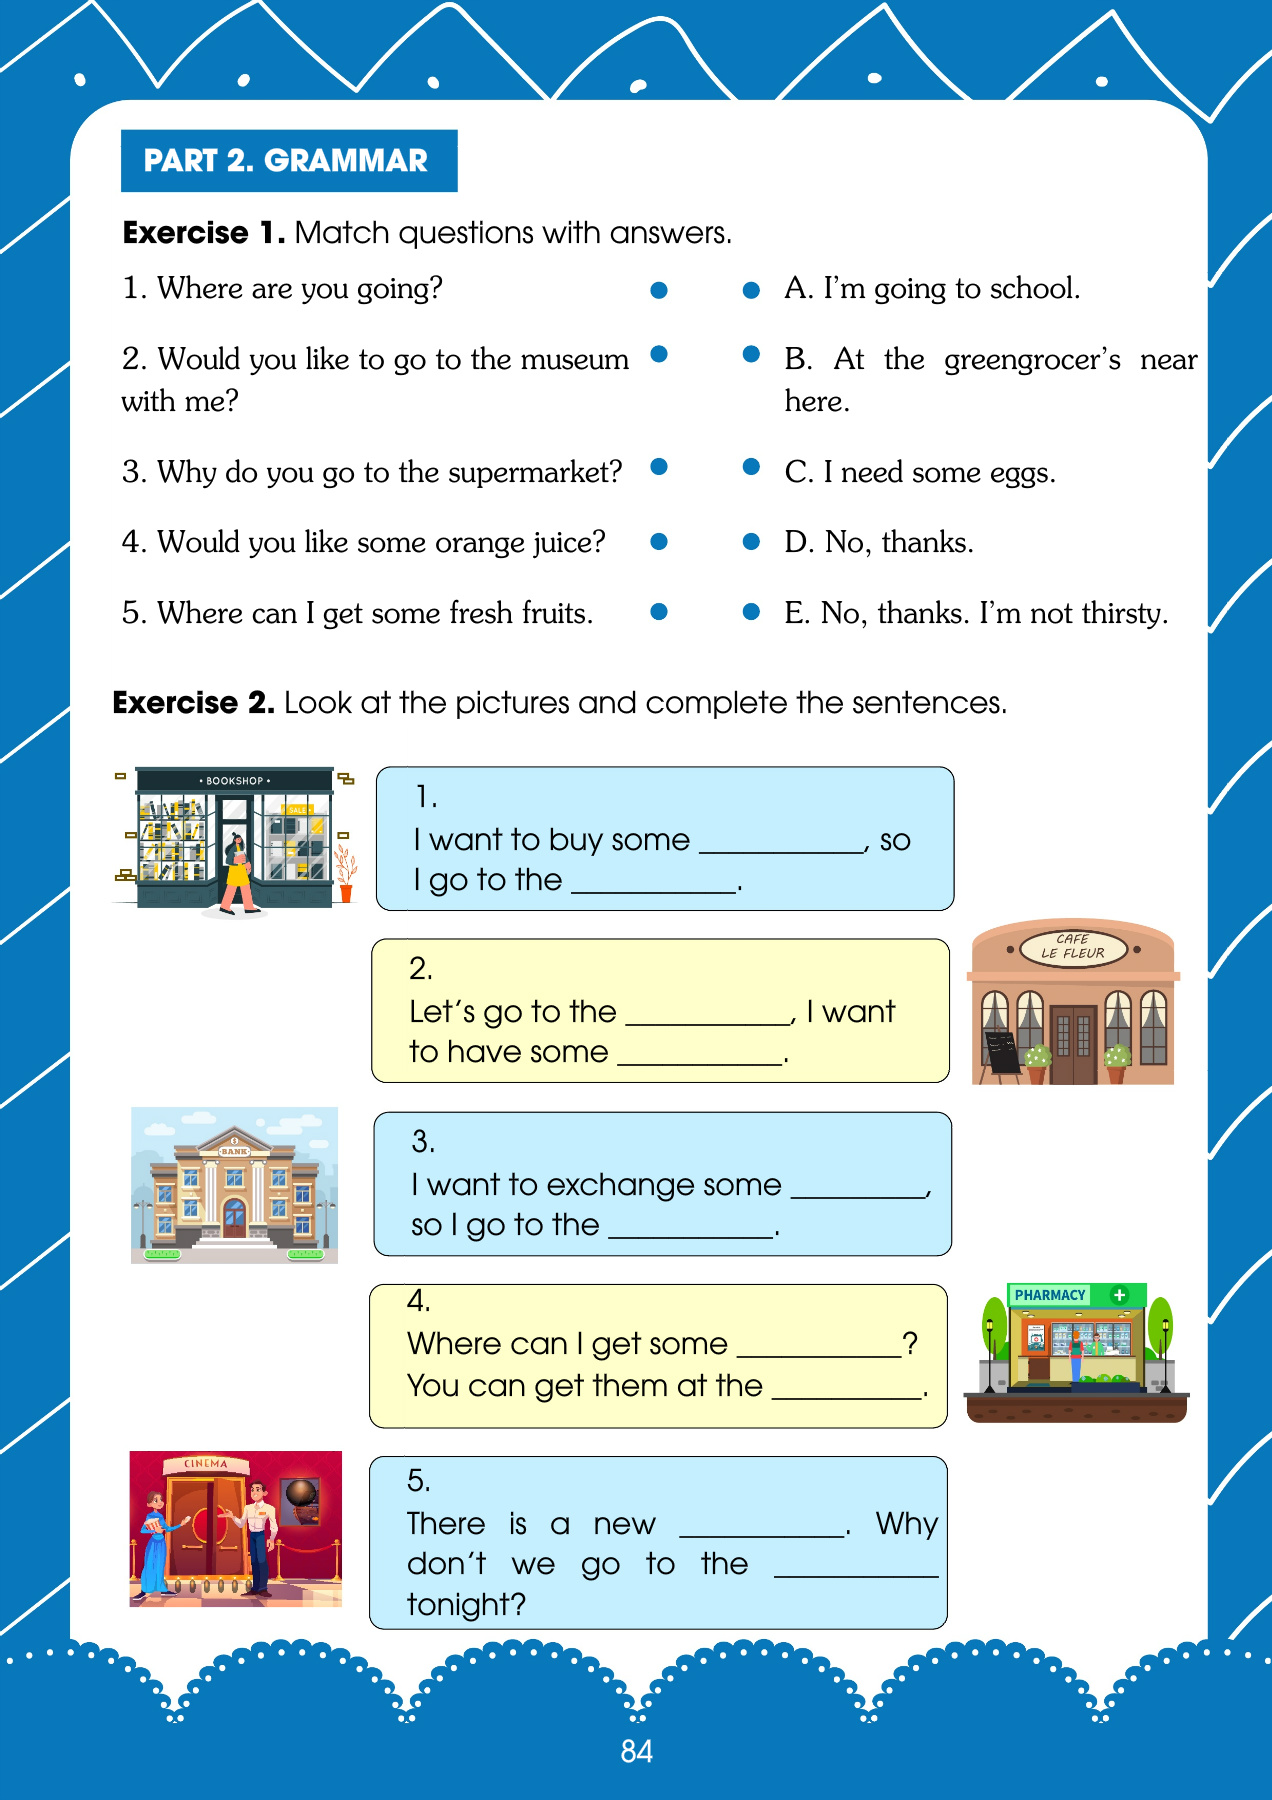 PART 2. GRAMMAR
Exercise 1. Match questions with answers.
1. Where are you going?
A. I’m going to school.
2. Would you like to go to the museum
with me?
B. At the greengrocer’s near
here.
3. Why do you go to the supermarket?
C. I need some eggs.
4. Would you like some orange juice?
D. No, thanks.
5. Where can I get some fresh fruits.
E. No, thanks. I’m not thirsty.
Exercise 2. Look at the pictures and complete the sentences.
• BOOKSHOP •
SALE
1.
I want to buy some ___________, so
I go to the ___________.
CAFE
LE FLEUR
2.
Let’s go to the ___________, I want
to have some ___________.
BANK
3.
I want to exchange some _________,
so I go to the ___________.
PHARMACY
4.
Where can I get some ___________?
You can get them at the __________.
CINEMA
5.
There is a new ___________. Why
don’t we go to the ___________
tonight?
84